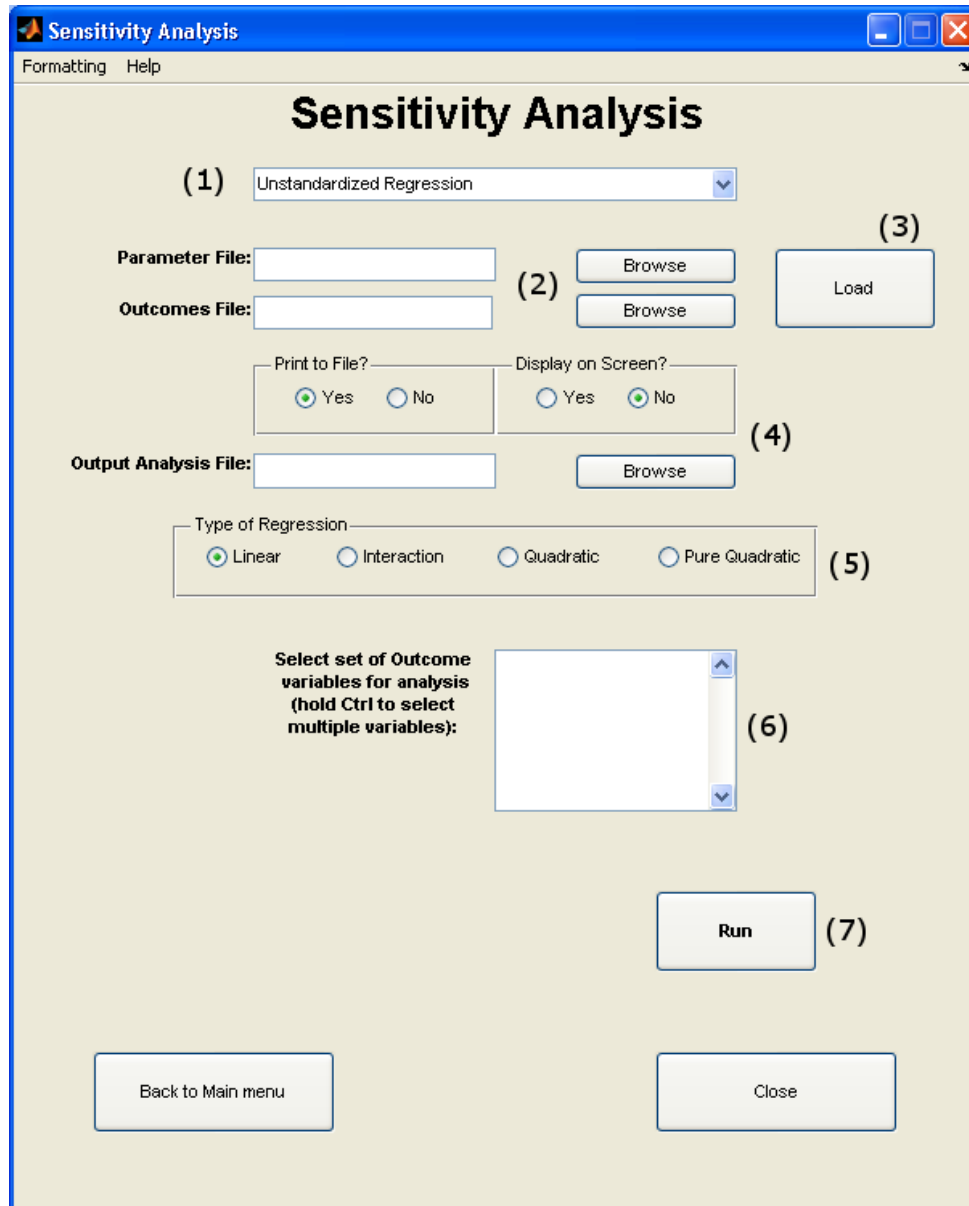 Sensitivity Analysis
Formatting Help
Sensitivity Analysis
(1) Unstandardized Regression
(3)
Parameter File: Browse
(2) Load
Outcomes File: Browse
Print to File? Display on Screen?
Yes No Yes No
(4)
Output Analysis File: Browse
Type of Regression
Linear Interaction Quadratic Pure Quadratic (5)
Select set of Outcome
variables for analysis
(hold Ctrl to select
multiple variables):
(6)
Run (7)
Back to Main menu Close